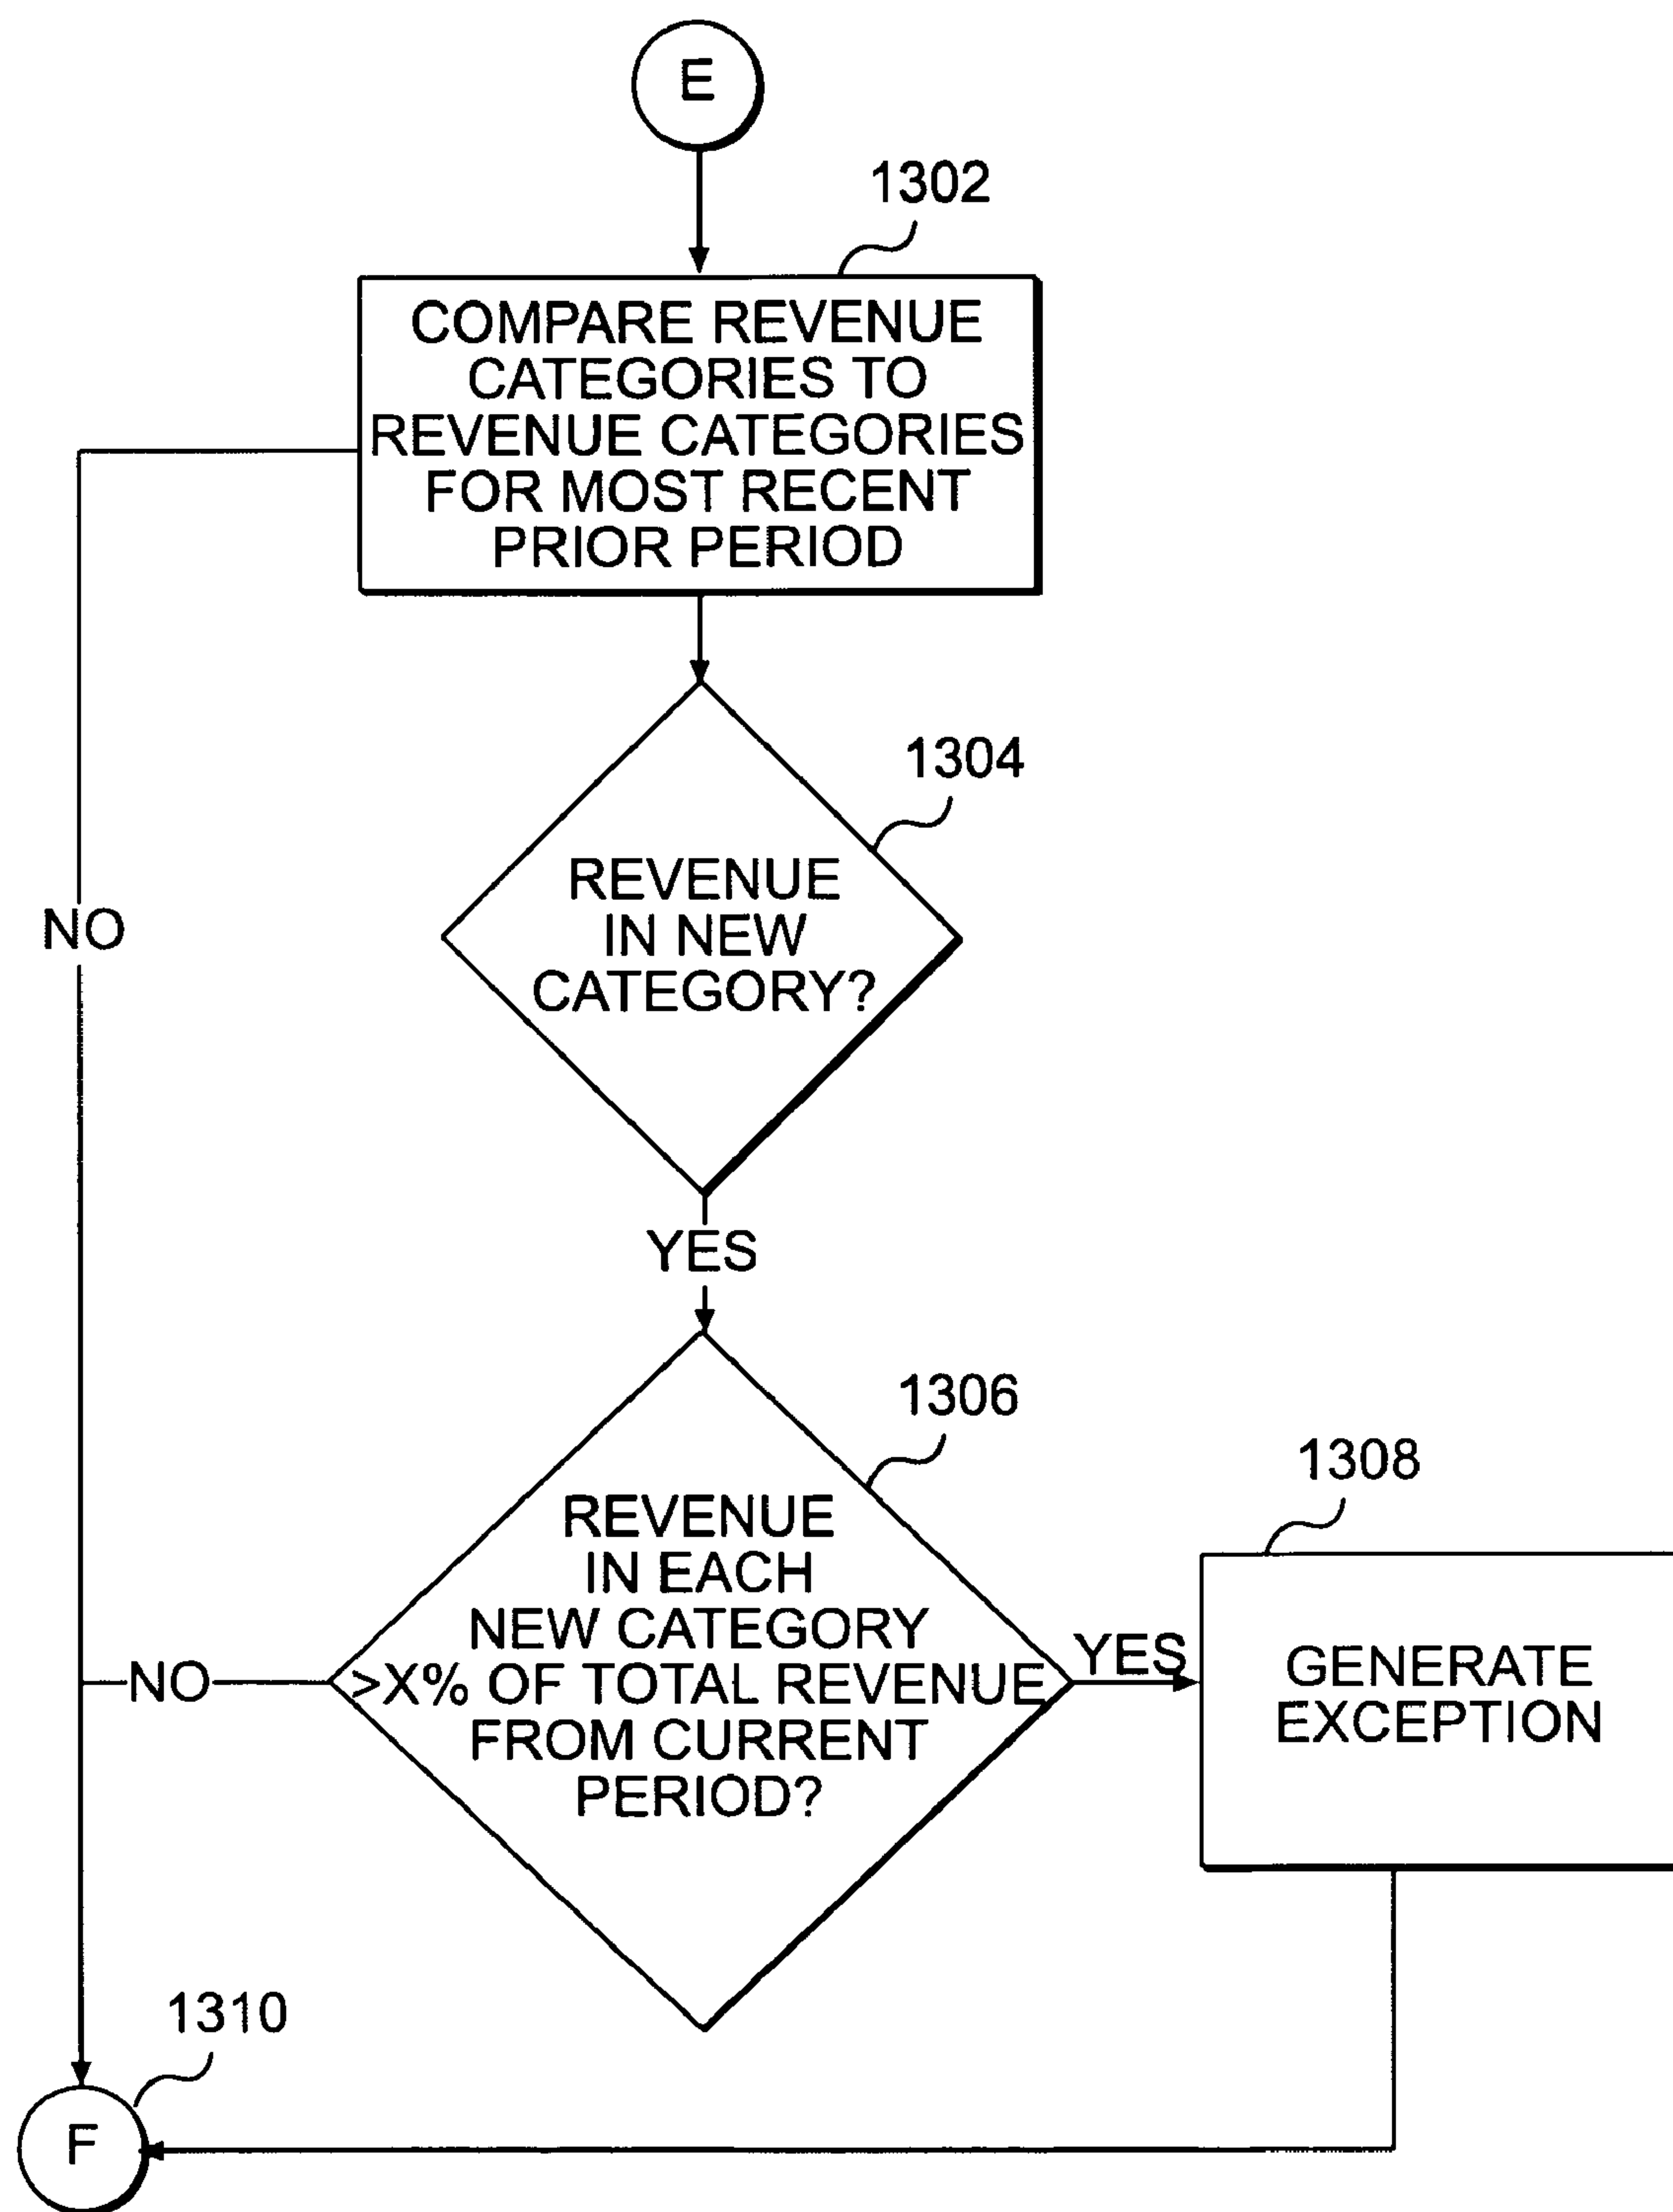 E
1302
COMPARE REVENUE
CATEGORIES TO
REVENUE CATEGORIES
FOR MOST RECENT
PRIOR PERIOD
1304
NO
REVENUE
IN NEW
CATEGORY?
YES
1306
REVENUE
IN EACH
NEW CATEGORY
>X% OF TOTAL REVENUE
FROM CURRENT
PERIOD?
NO
YES
1308
GENERATE
EXCEPTION
1310
F